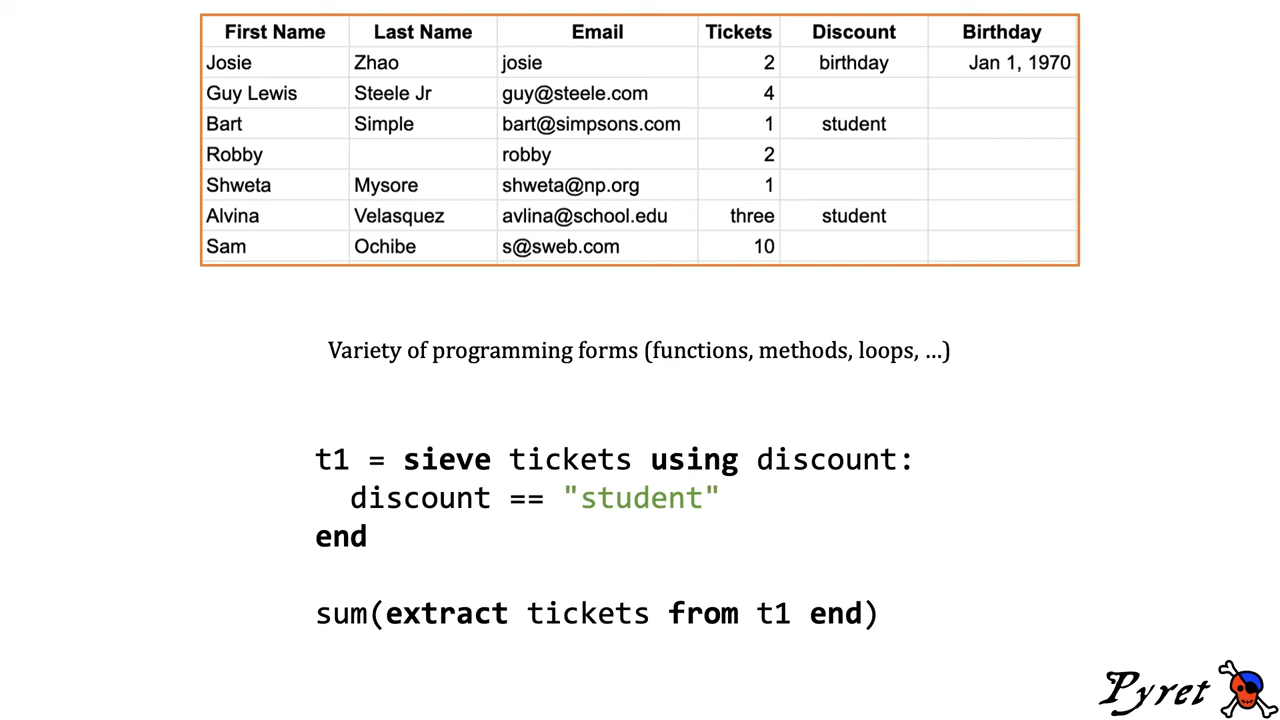 First Name Last Name Email Tickets Discount Birthday
Josie Zhao josie 2 birthday Jan 1, 1970
Guy Lewis Steele Jr guy@steele.com 4
Bart Simple bart@simpsons.com 1 student
Robby robby 2
Shweta Mysore shweta@np.org 1
Alvina Velasquez avlina@school.edu three student
Sam Ochibe s@sweb.com 10
Variety of programming forms (functions, methods, loops, …)
t1 = sieve tickets using discount:
discount == "student"
end
sum(extract tickets from t1 end)
Pyret